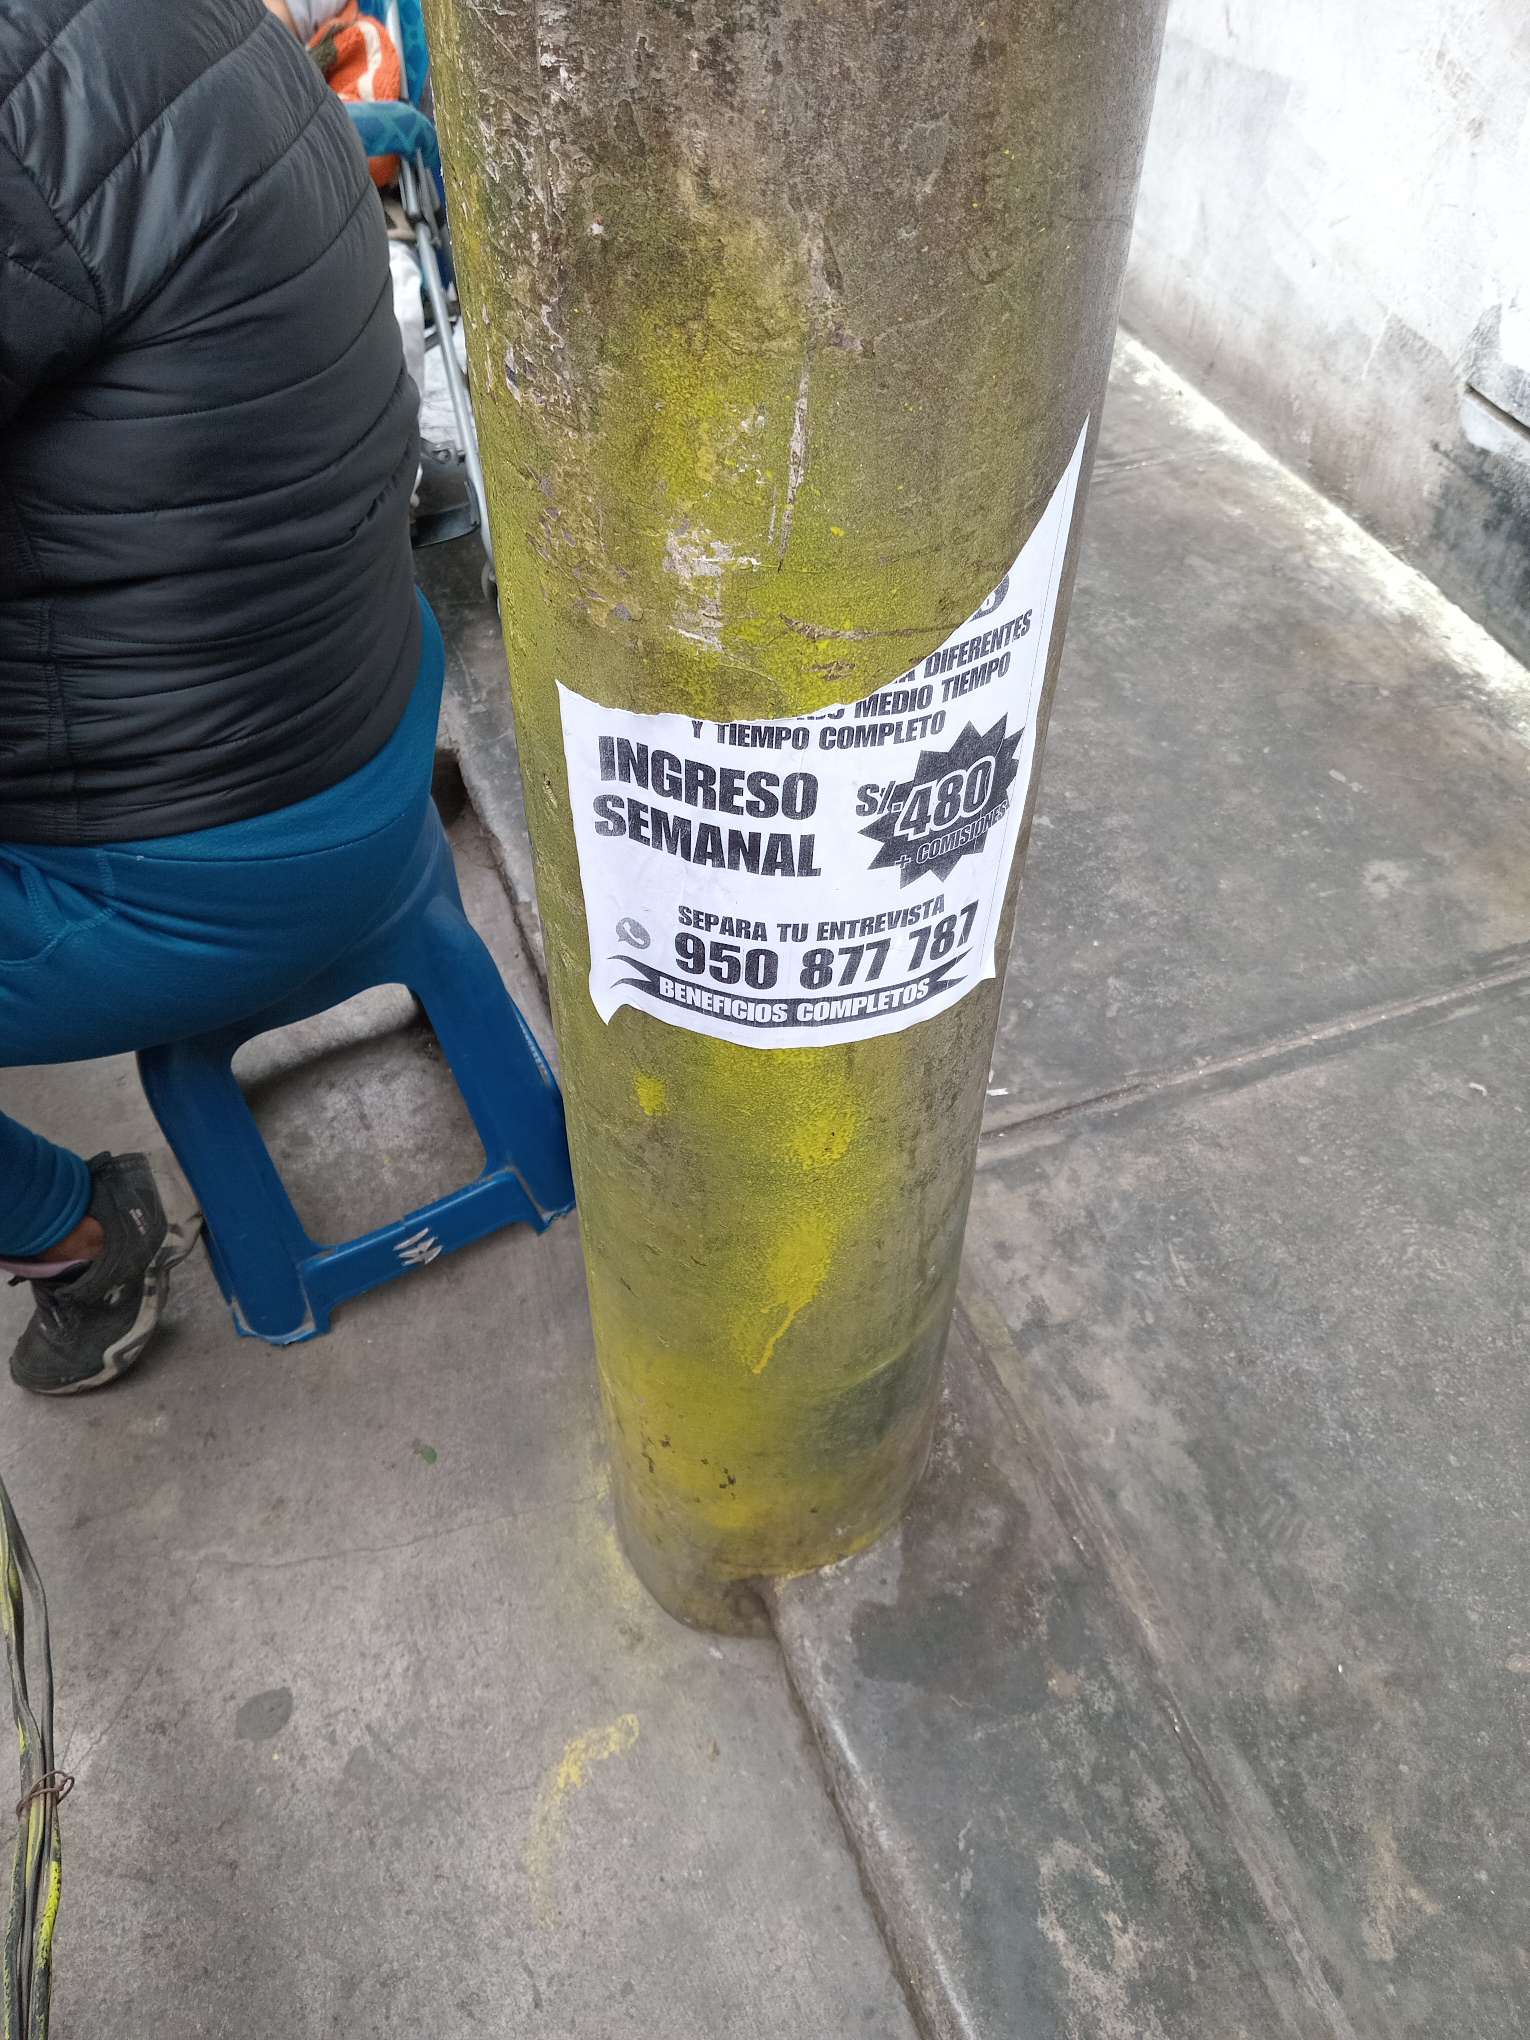 DIFERENTES
MEDIO TIEMPO
Y TIEMPO COMPLETO
INGRESO
SEMANAL
S/. 480
+ COMISIONES
SEPARA TU ENTREVISTA
950 877 787
BENEFICIOS COMPLETOS